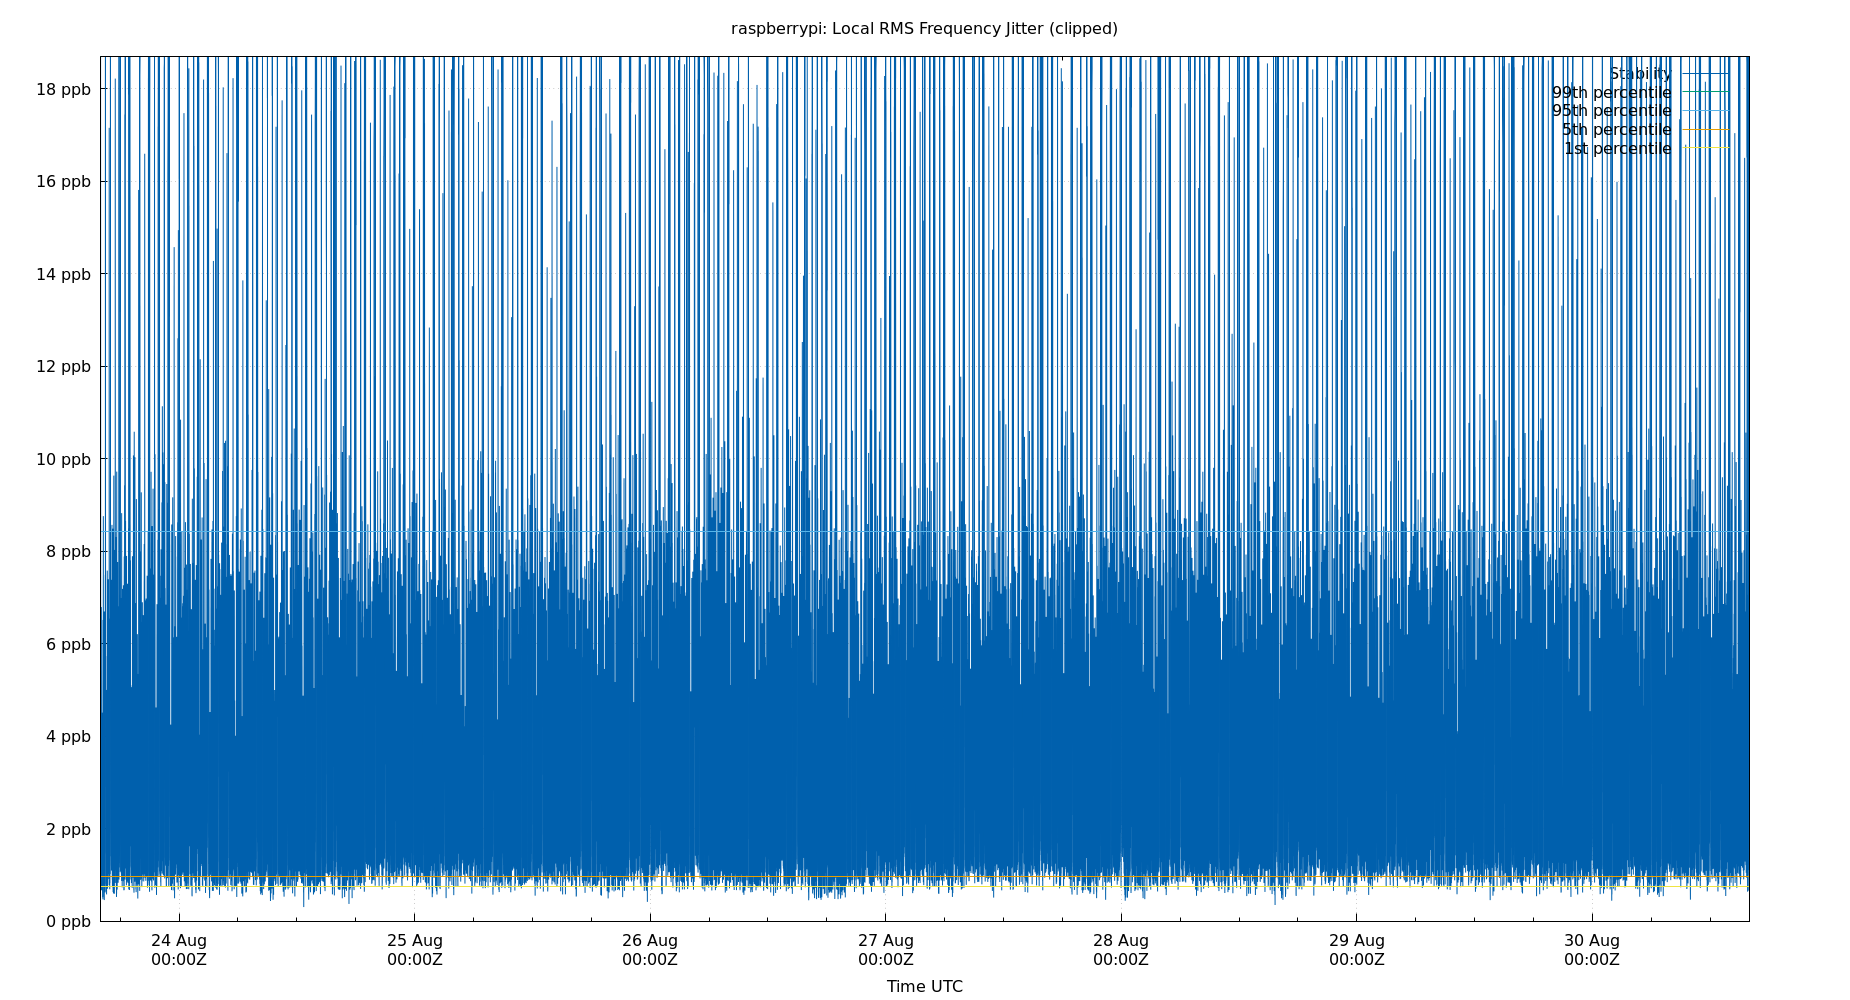 raspberrypi: Local RMS Frequency Jitter (clipped)
Stability
99th percentile
95th percentile
5th percentile
1st percentile
18 ppb
16 ppb
14 ppb
12 ppb
10 ppb
8 ppb
6 ppb
4 ppb
2 ppb
0 ppb
24 Aug 25 Aug 26 Aug 27 Aug 28 Aug 29 Aug 30 Aug
00:00Z 00:00Z 00:00Z 00:00Z 00:00Z 00:00Z 00:00Z
Time UTC